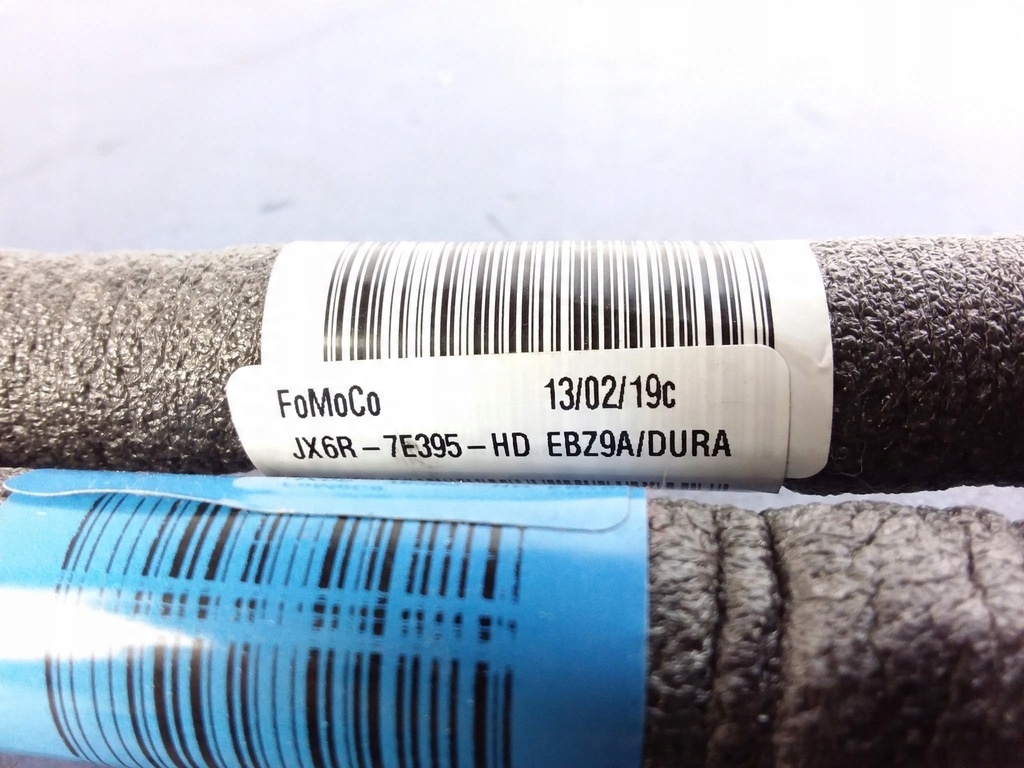 FoMoCo 13/02/19c
JX6R-7E395-HD EBZ9A/DURA